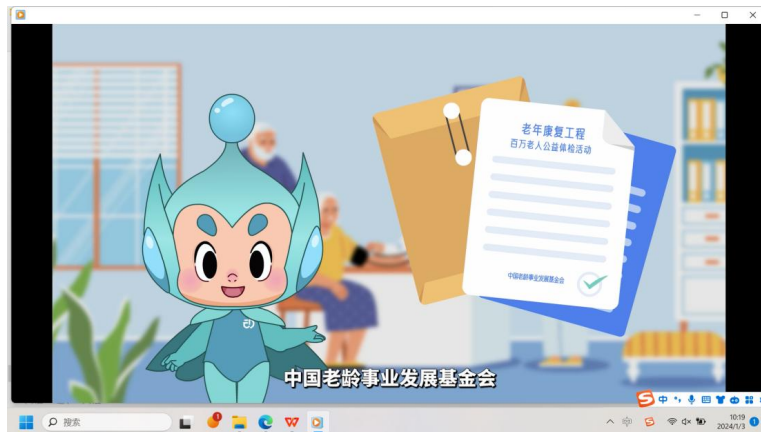 老年康复工程
百万老人公益体检活动
中国老龄事业发展基金会
中国老龄事业发展基金会
搜索
中
中
10:19
2024/1/3